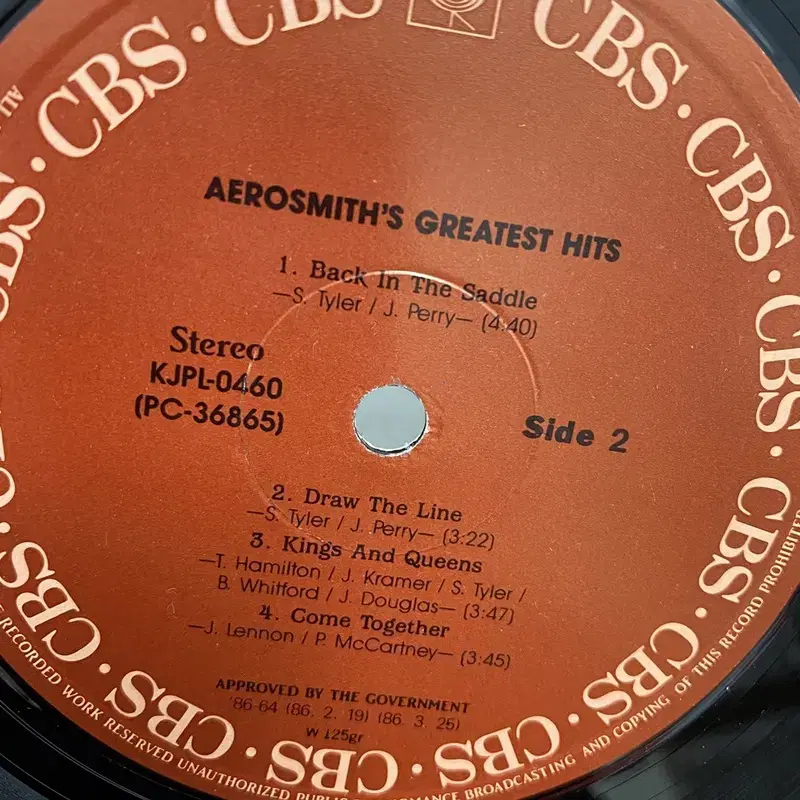 AEROSMITH'S GREATEST HITS
1. Back In The Saddle
—S. Tyler / J. Perry— (4:40)
Stereo
KJPL-0460
(PC-36865)
Side 2
2. Draw The Line
—S. Tyler / J. Perry— (3:22)
3. Kings And Queens
—T. Hamilton / J. Kramer / S. Tyler /
B. Whitford / J. Douglas— (3:47)
4. Come Together
—J. Lennon / P. McCartney— (3:45)
APPROVED BY THE GOVERNMENT
'86-64 (86. 2. 19) (86. 3. 25)
W 125gr
CBS · CBS · CBS · CBS · CBS · CBS · CBS · CBS · CBS · CBS · CBS · CBS · CBS
RECORDED WORK RESERVED UNAUTHORIZED PUBLIC PERFORMANCE BROADCASTING AND COPYING OF THIS RECORD PROHIBITED